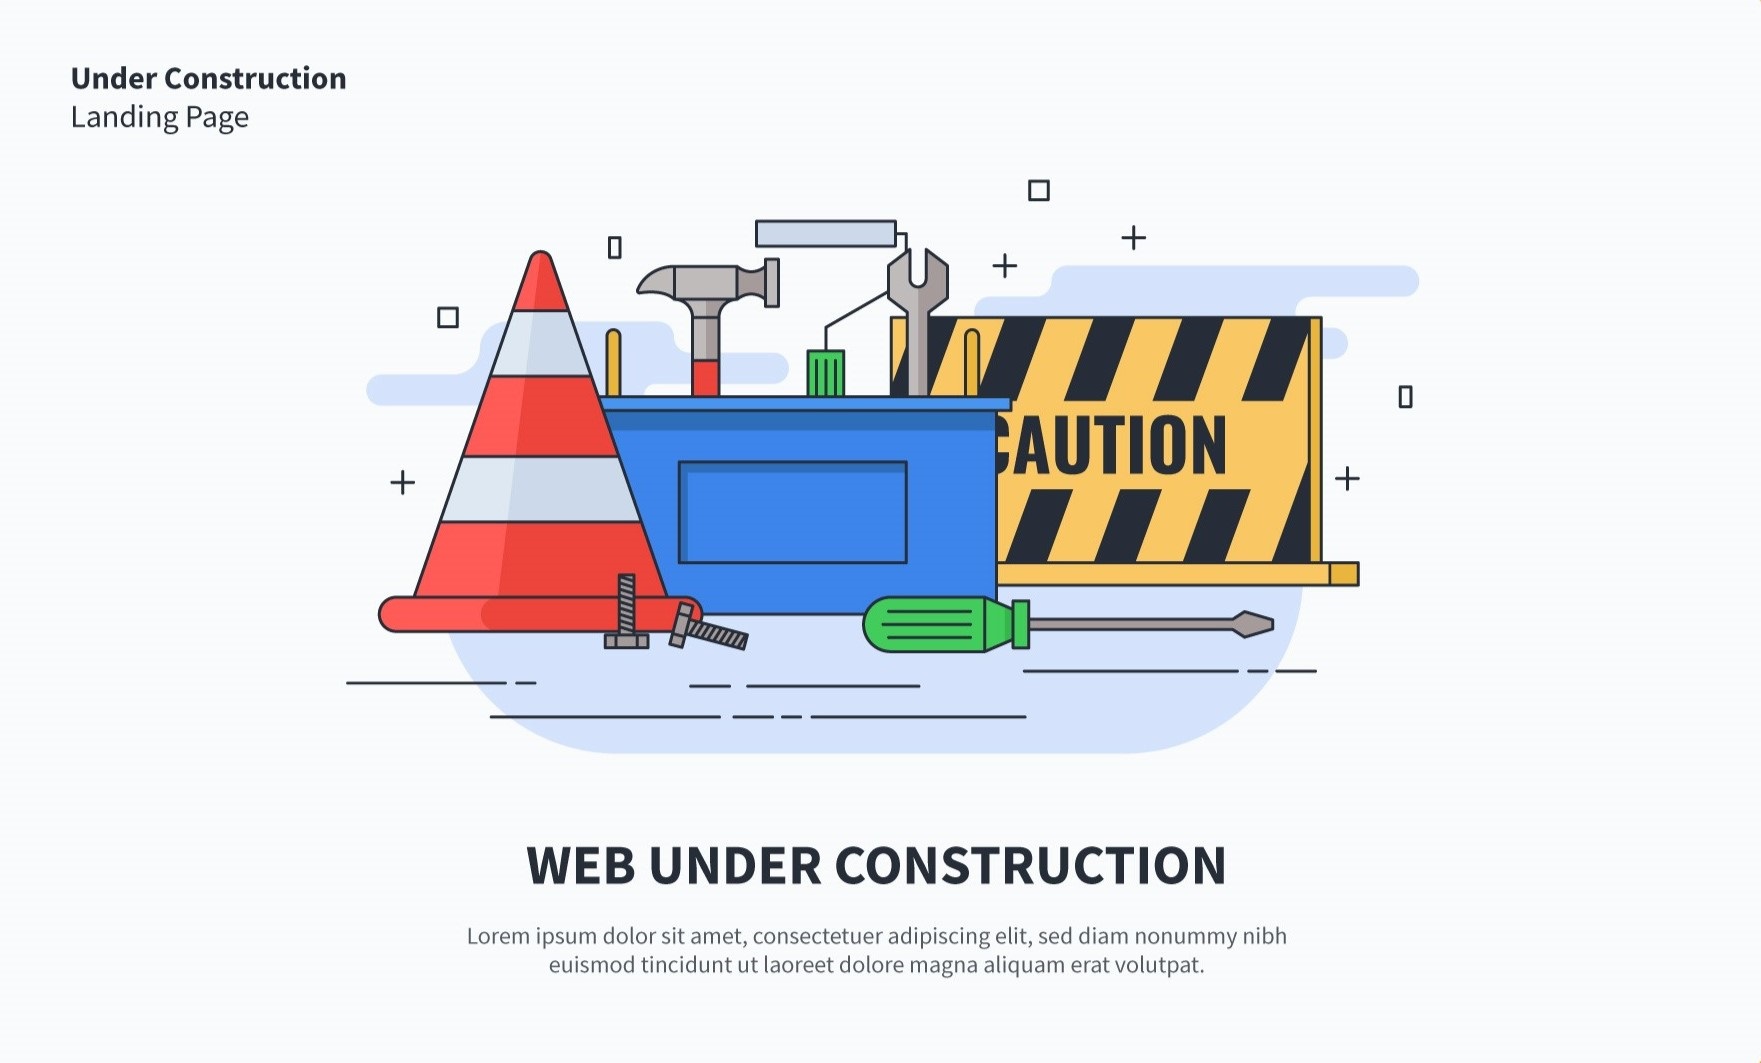 Under Construction
Landing Page
CAUTION
WEB UNDER CONSTRUCTION
Lorem ipsum dolor sit amet, consectetuer adipiscing elit, sed diam nonummy nibh
euismod tincidunt ut laoreet dolore magna aliquam erat volutpat.